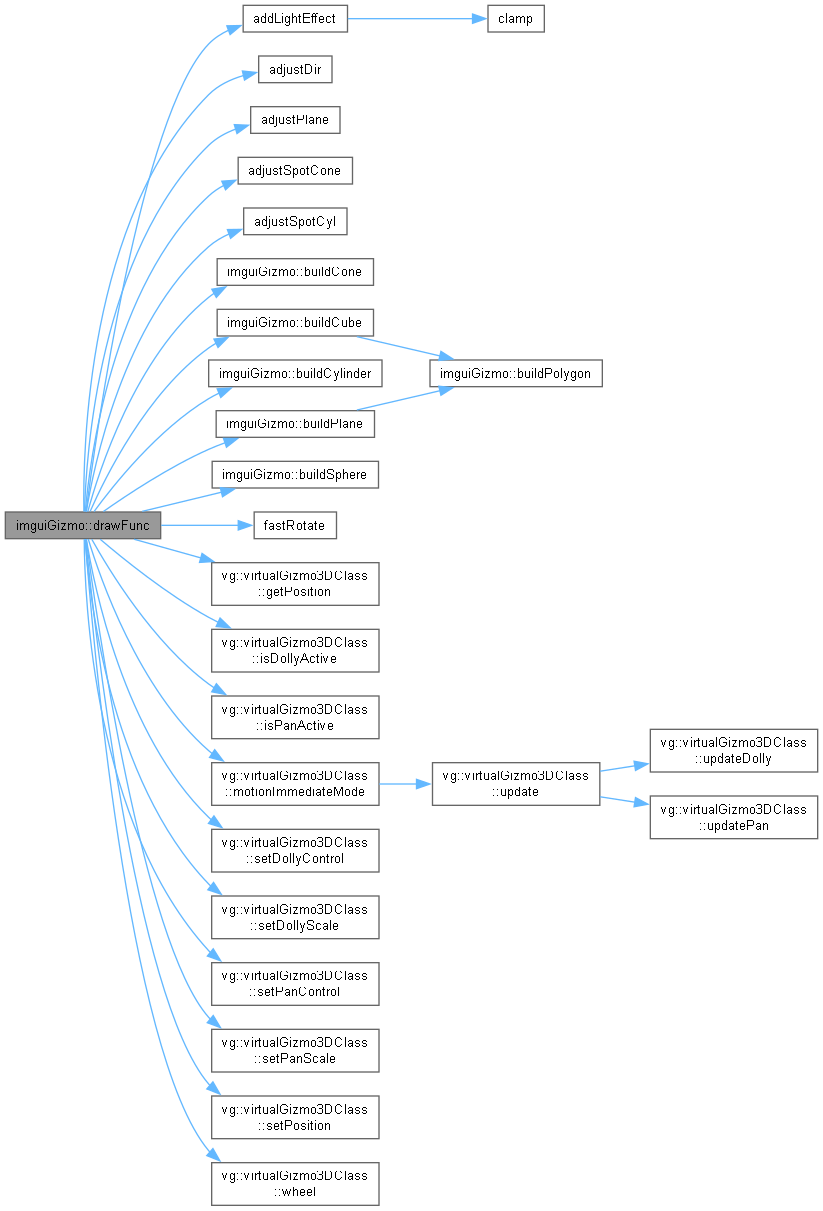 addLightEffect
clamp
adjustDir
adjustPlane
adjustSpotCone
adjustSpotCyl
imguiGizmo::buildCone
imguiGizmo::buildCube
imguiGizmo::buildCylinder
imguiGizmo::buildPolygon
imguiGizmo::buildPlane
imguiGizmo::buildSphere
imguiGizmo::drawFunc
fastRotate
vg::virtualGizmo3DClass
::getPosition
vg::virtualGizmo3DClass
::isDollyActive
vg::virtualGizmo3DClass
::isPanActive
vg::virtualGizmo3DClass
::motionImmediateMode
vg::virtualGizmo3DClass
::update
vg::virtualGizmo3DClass
::updateDolly
vg::virtualGizmo3DClass
::updatePan
vg::virtualGizmo3DClass
::setDollyControl
vg::virtualGizmo3DClass
::setDollyScale
vg::virtualGizmo3DClass
::setPanControl
vg::virtualGizmo3DClass
::setPanScale
vg::virtualGizmo3DClass
::setPosition
vg::virtualGizmo3DClass
::wheel